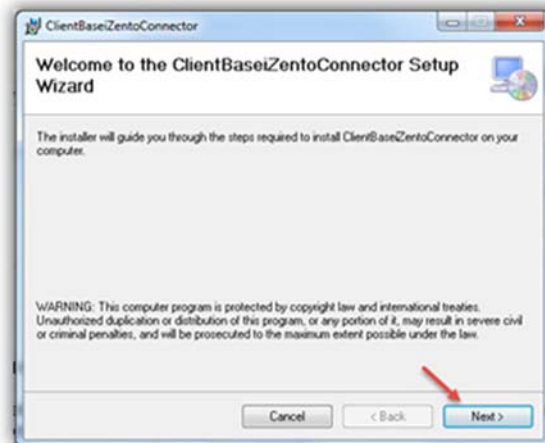 ClientBaseiZentoConnector
Welcome to the ClientBaseiZentoConnector Setup
Wizard
The installer will guide you through the steps required to install ClientBaseiZentoConnector on your
computer.
WARNING: This computer program is protected by copyright law and international treaties.
Unauthorized duplication or distribution of this program, or any portion of it, may result in severe civil
or criminal penalties, and will be prosecuted to the maximum extent possible under the law.
Cancel
< Back
Next >